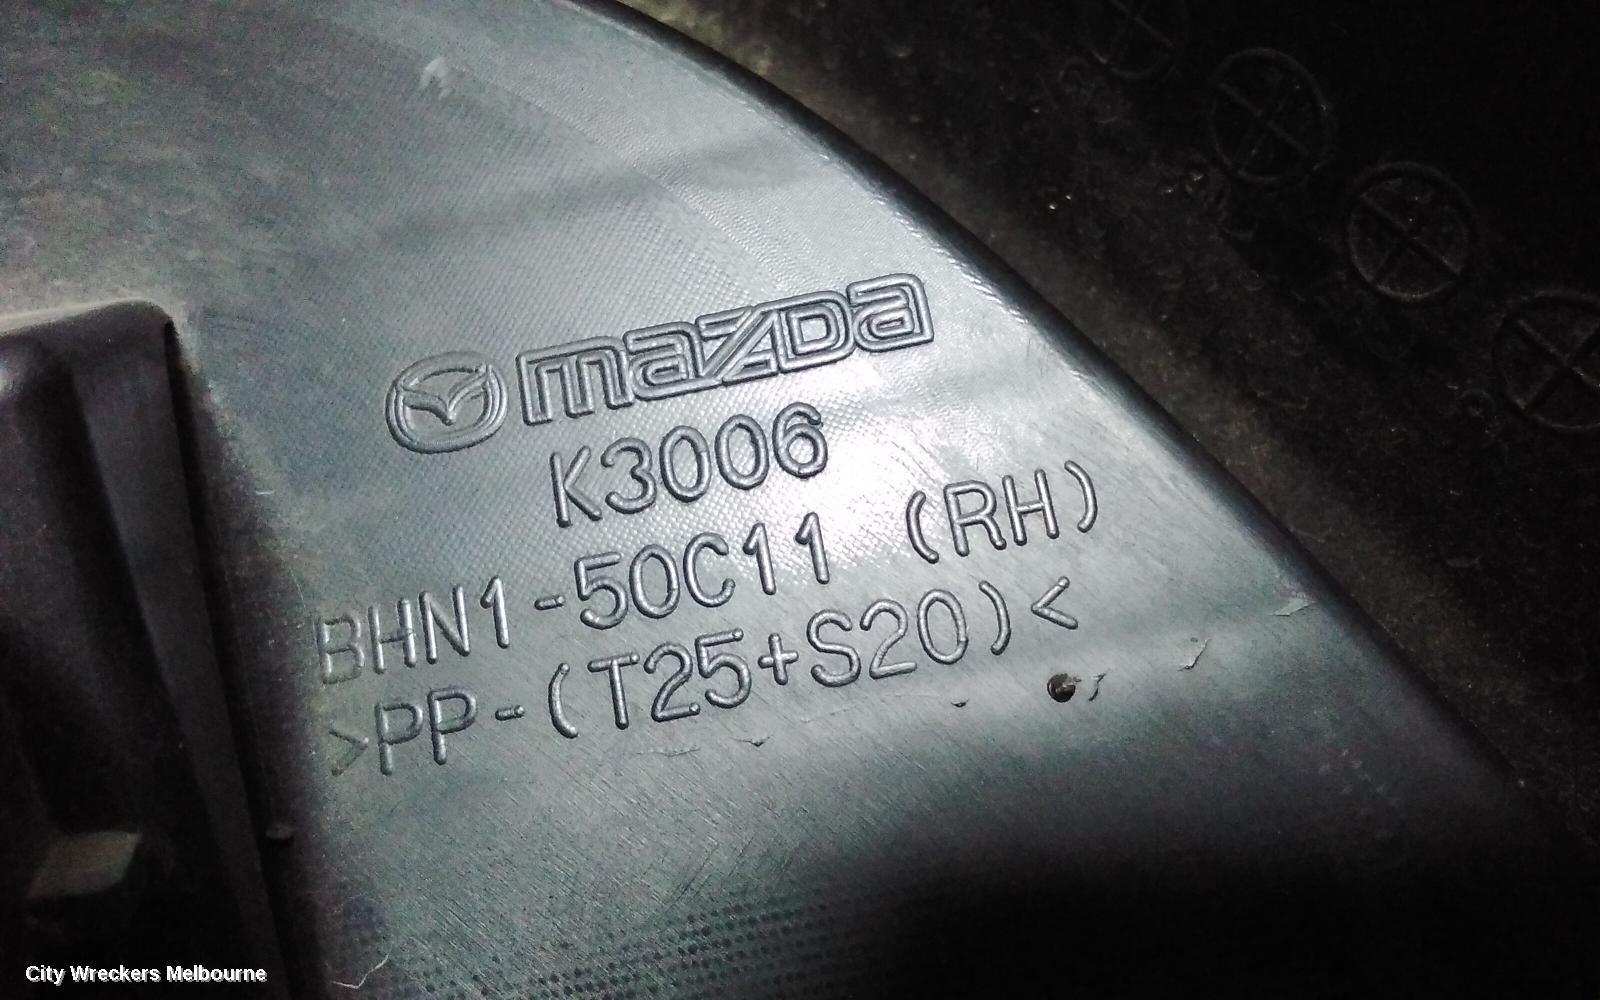 mazda
K3006
BHN1-50C11 (RH)
>PP-(T25+S20)<
City Wreckers Melbourne